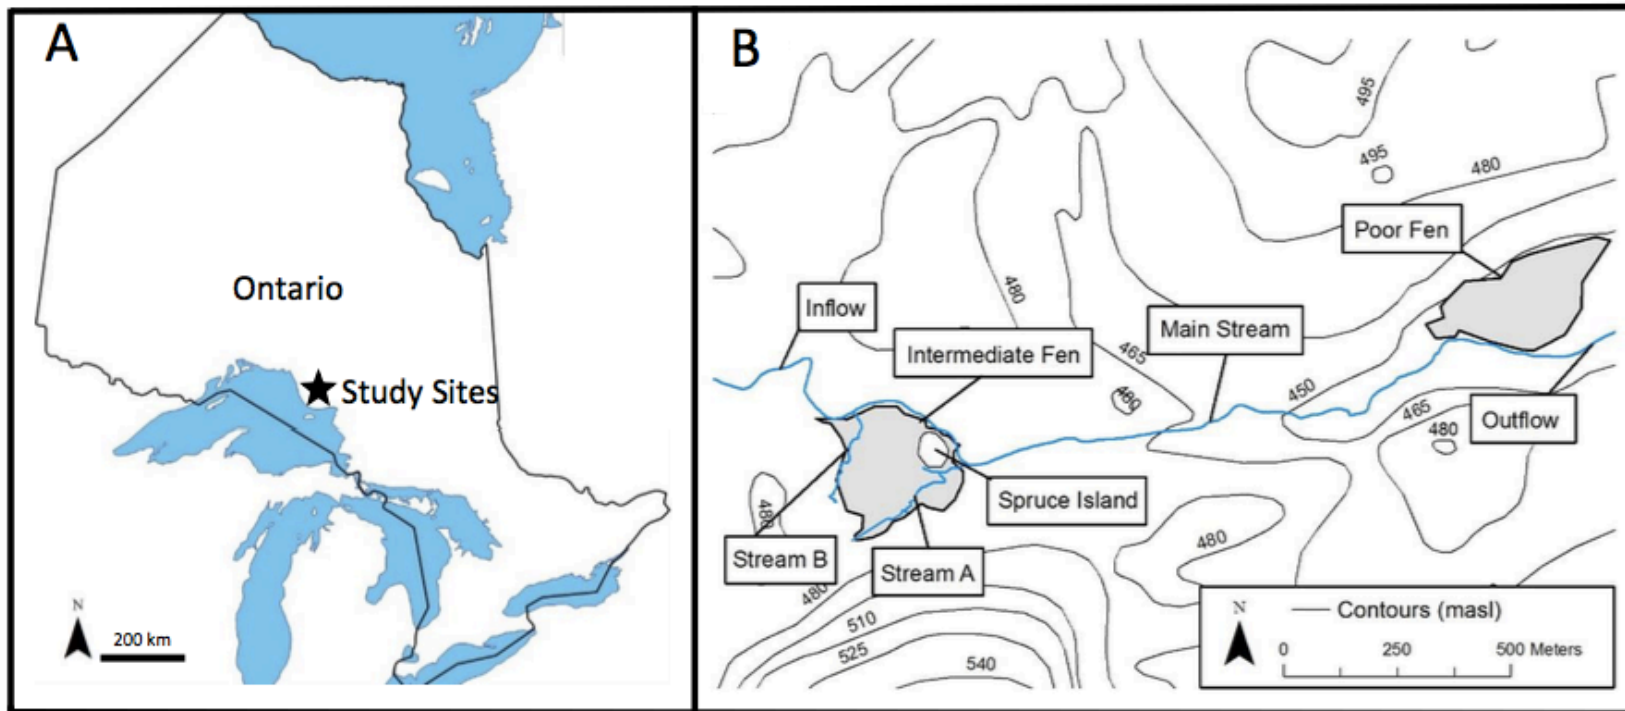 A
Ontario
Study Sites
N
200 km
B
495
495
480
Poor Fen
480
Inflow
Main Stream
Intermediate Fen
465
450
480
465
480
Outflow
Spruce Island
480
480
Stream B
Stream A
480
510
525
540
N
Contours (masl)
0 250 500 Meters